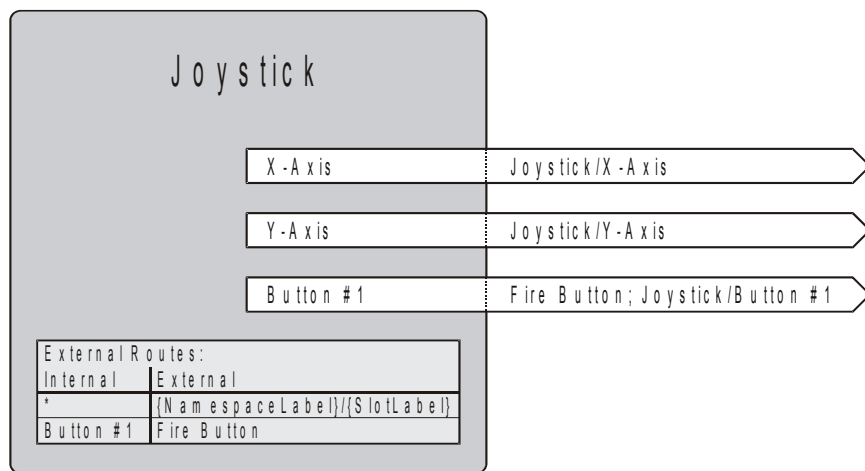 Joystick
X-Axis Joystick/X-Axis
Y-Axis Joystick/Y-Axis
Button #1 Fire Button; Joystick/Button #1
External Routes:
Internal External
* {NamespaceLabel}/{SlotLabel}
Button #1 Fire Button